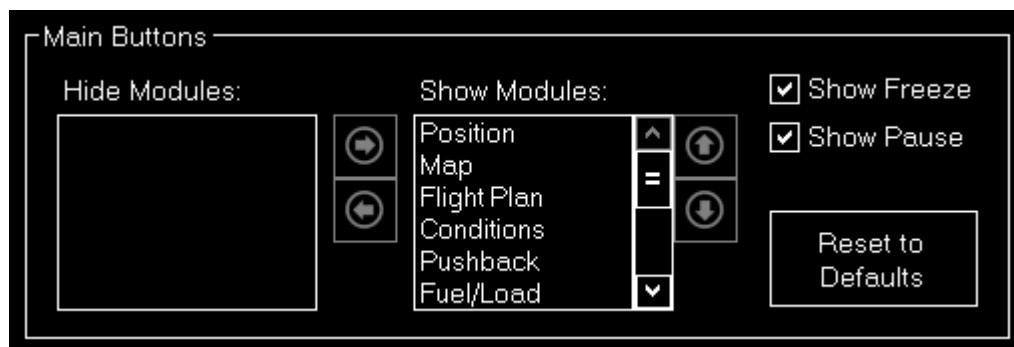 Main Buttons
Hide Modules:
Show Modules:
Position
Map
Flight Plan
Conditions
Pushback
Fuel/Load
Show Freeze
Show Pause
Reset to
Defaults